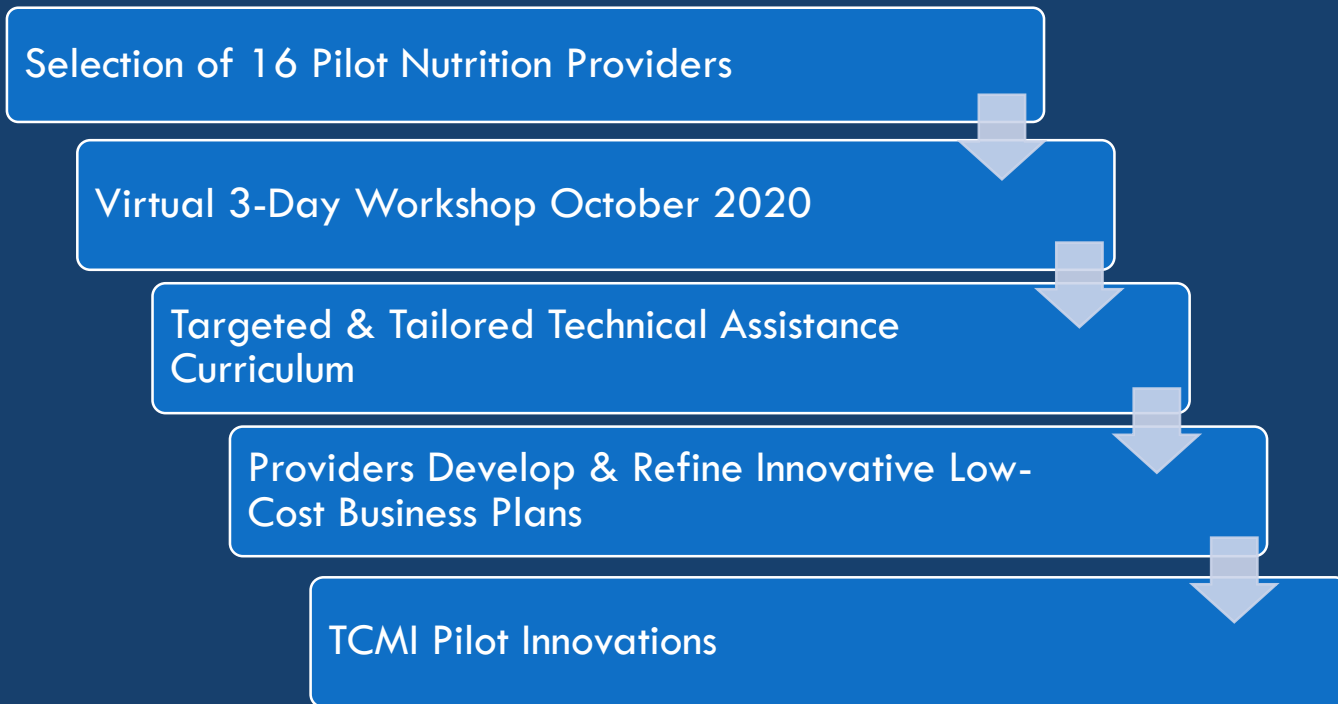 Selection of 16 Pilot Nutrition Providers
Virtual 3-Day Workshop October 2020
Targeted & Tailored Technical Assistance
Curriculum
Providers Develop & Refine Innovative Low-
Cost Business Plans
TCMI Pilot Innovations